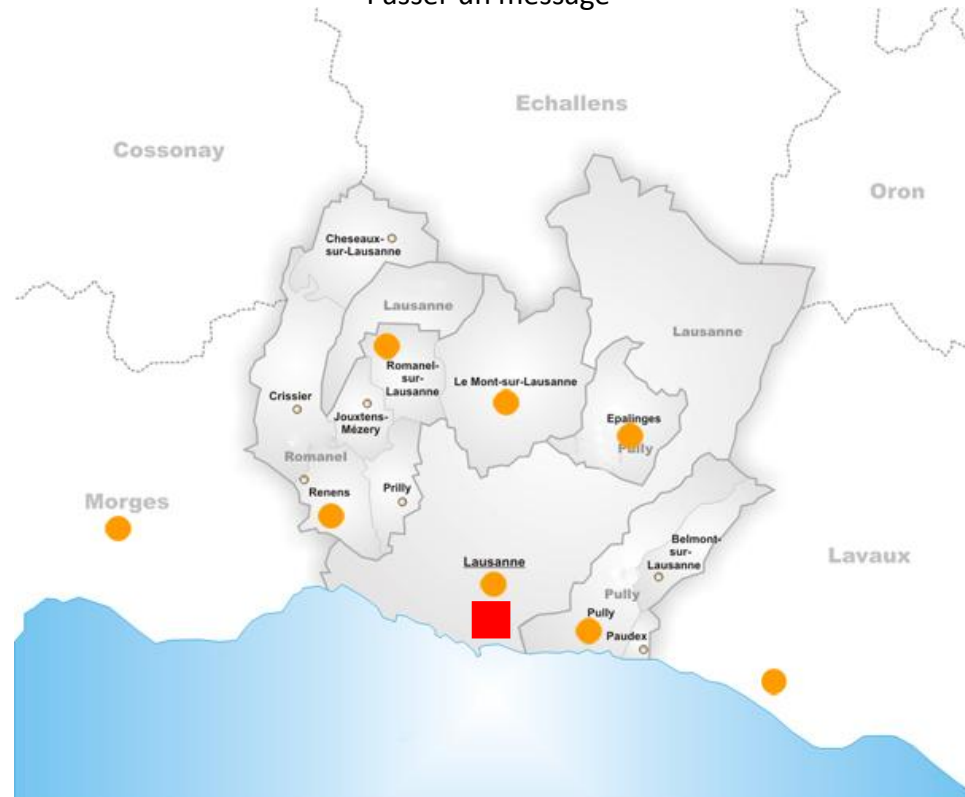 Passer un message
Echallens
Cossonay
Oron
Cheseaux-
sur-Lausanne
Lausanne
Lausanne
Romanel-
sur-
Lausanne
Le Mont-sur-Lausanne
Crissier
Jouxtens-
Mézery
Epalinges
Pully
Romanel
Renens
Prilly
Morges
Belmont-
sur-
Lausanne
Lavaux
Lausanne
Pully
Pully
Paudex